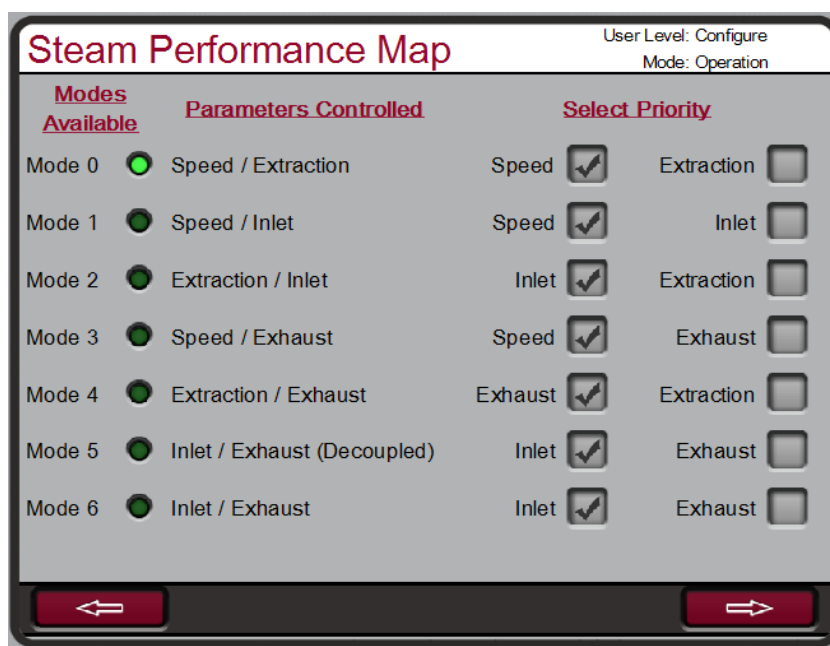 Steam Performance Map
User Level: Configure
Mode: Operation
Modes
Available
Parameters Controlled
Select Priority
Mode 0 Speed / Extraction Speed Extraction
Mode 1 Speed / Inlet Speed Inlet
Mode 2 Extraction / Inlet Inlet Extraction
Mode 3 Speed / Exhaust Speed Exhaust
Mode 4 Extraction / Exhaust Exhaust Extraction
Mode 5 Inlet / Exhaust (Decoupled) Inlet Exhaust
Mode 6 Inlet / Exhaust Inlet Exhaust